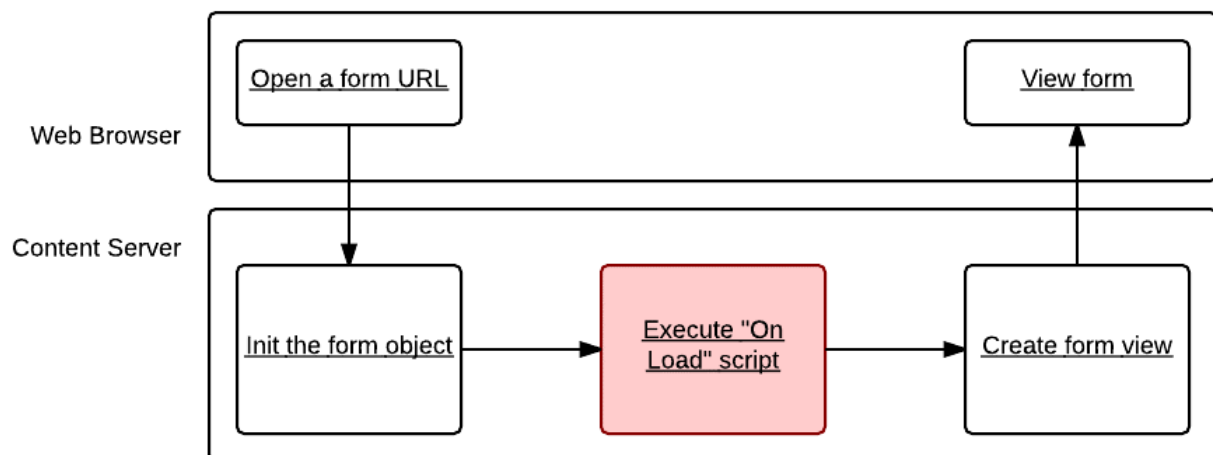 Open a form URL
View form
Web Browser
Content Server
Init the form object
Execute "On
Load" script
Create form view